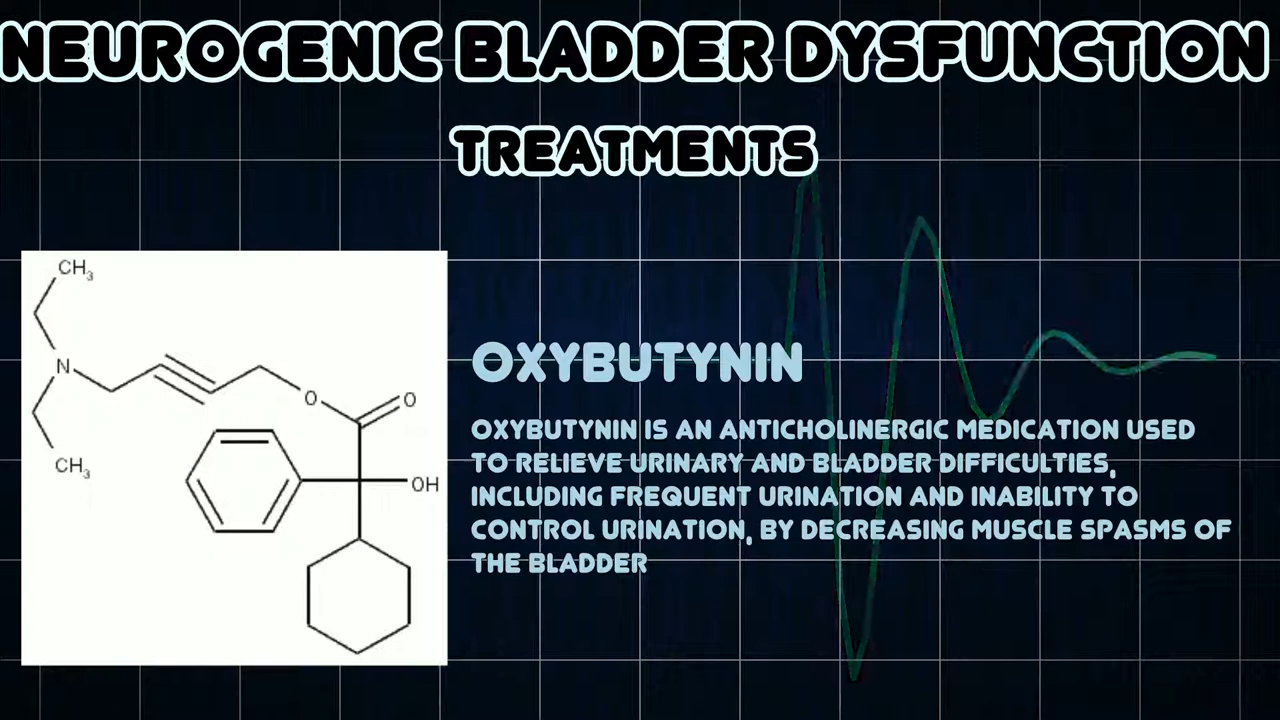 NEUROGENIC BLADDER DYSFUNCTION
TREATMENTS
CH3
N
CH3
O
O
OH
OXYBUTYNIN
OXYBUTYNIN IS AN ANTICHOLINERGIC MEDICATION USED
TO RELIEVE URINARY AND BLADDER DIFFICULTIES,
INCLUDING FREQUENT URINATION AND INABILITY TO
CONTROL URINATION, BY DECREASING MUSCLE SPASMS OF
THE BLADDER